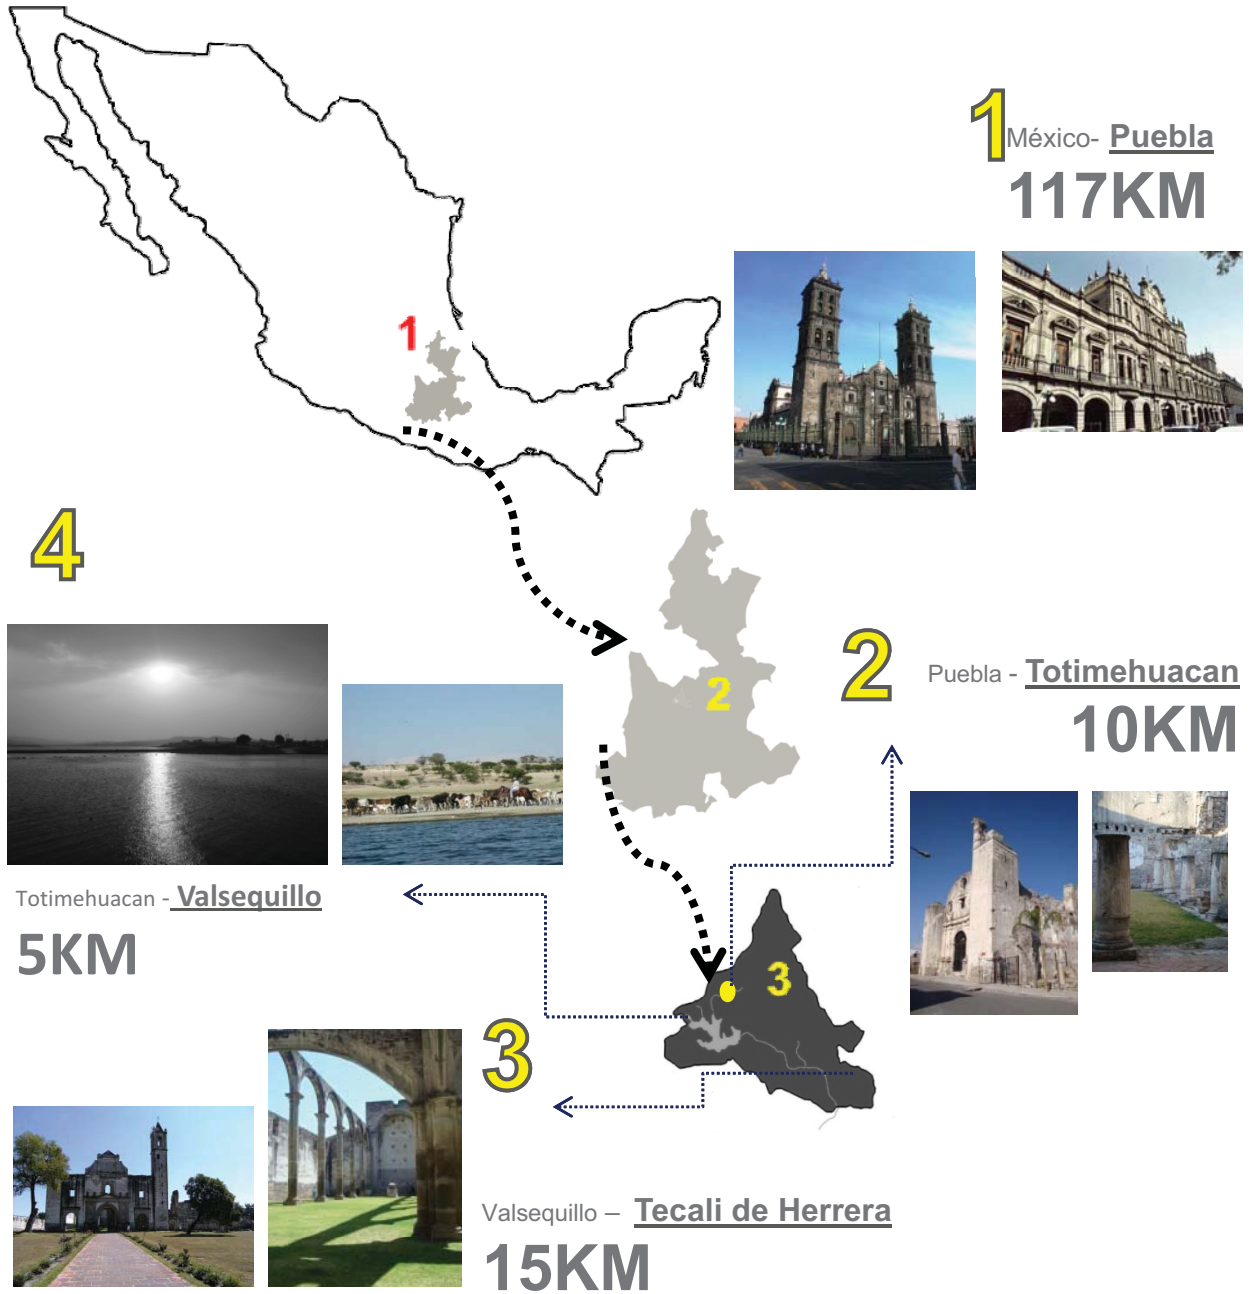 1
México- Puebla
117KM
1
4
2
2
Puebla - Totimehuacan
10KM
Totimehuacan - Valsequillo
5KM
3
3
Valsequillo – Tecali de Herrera
15KM